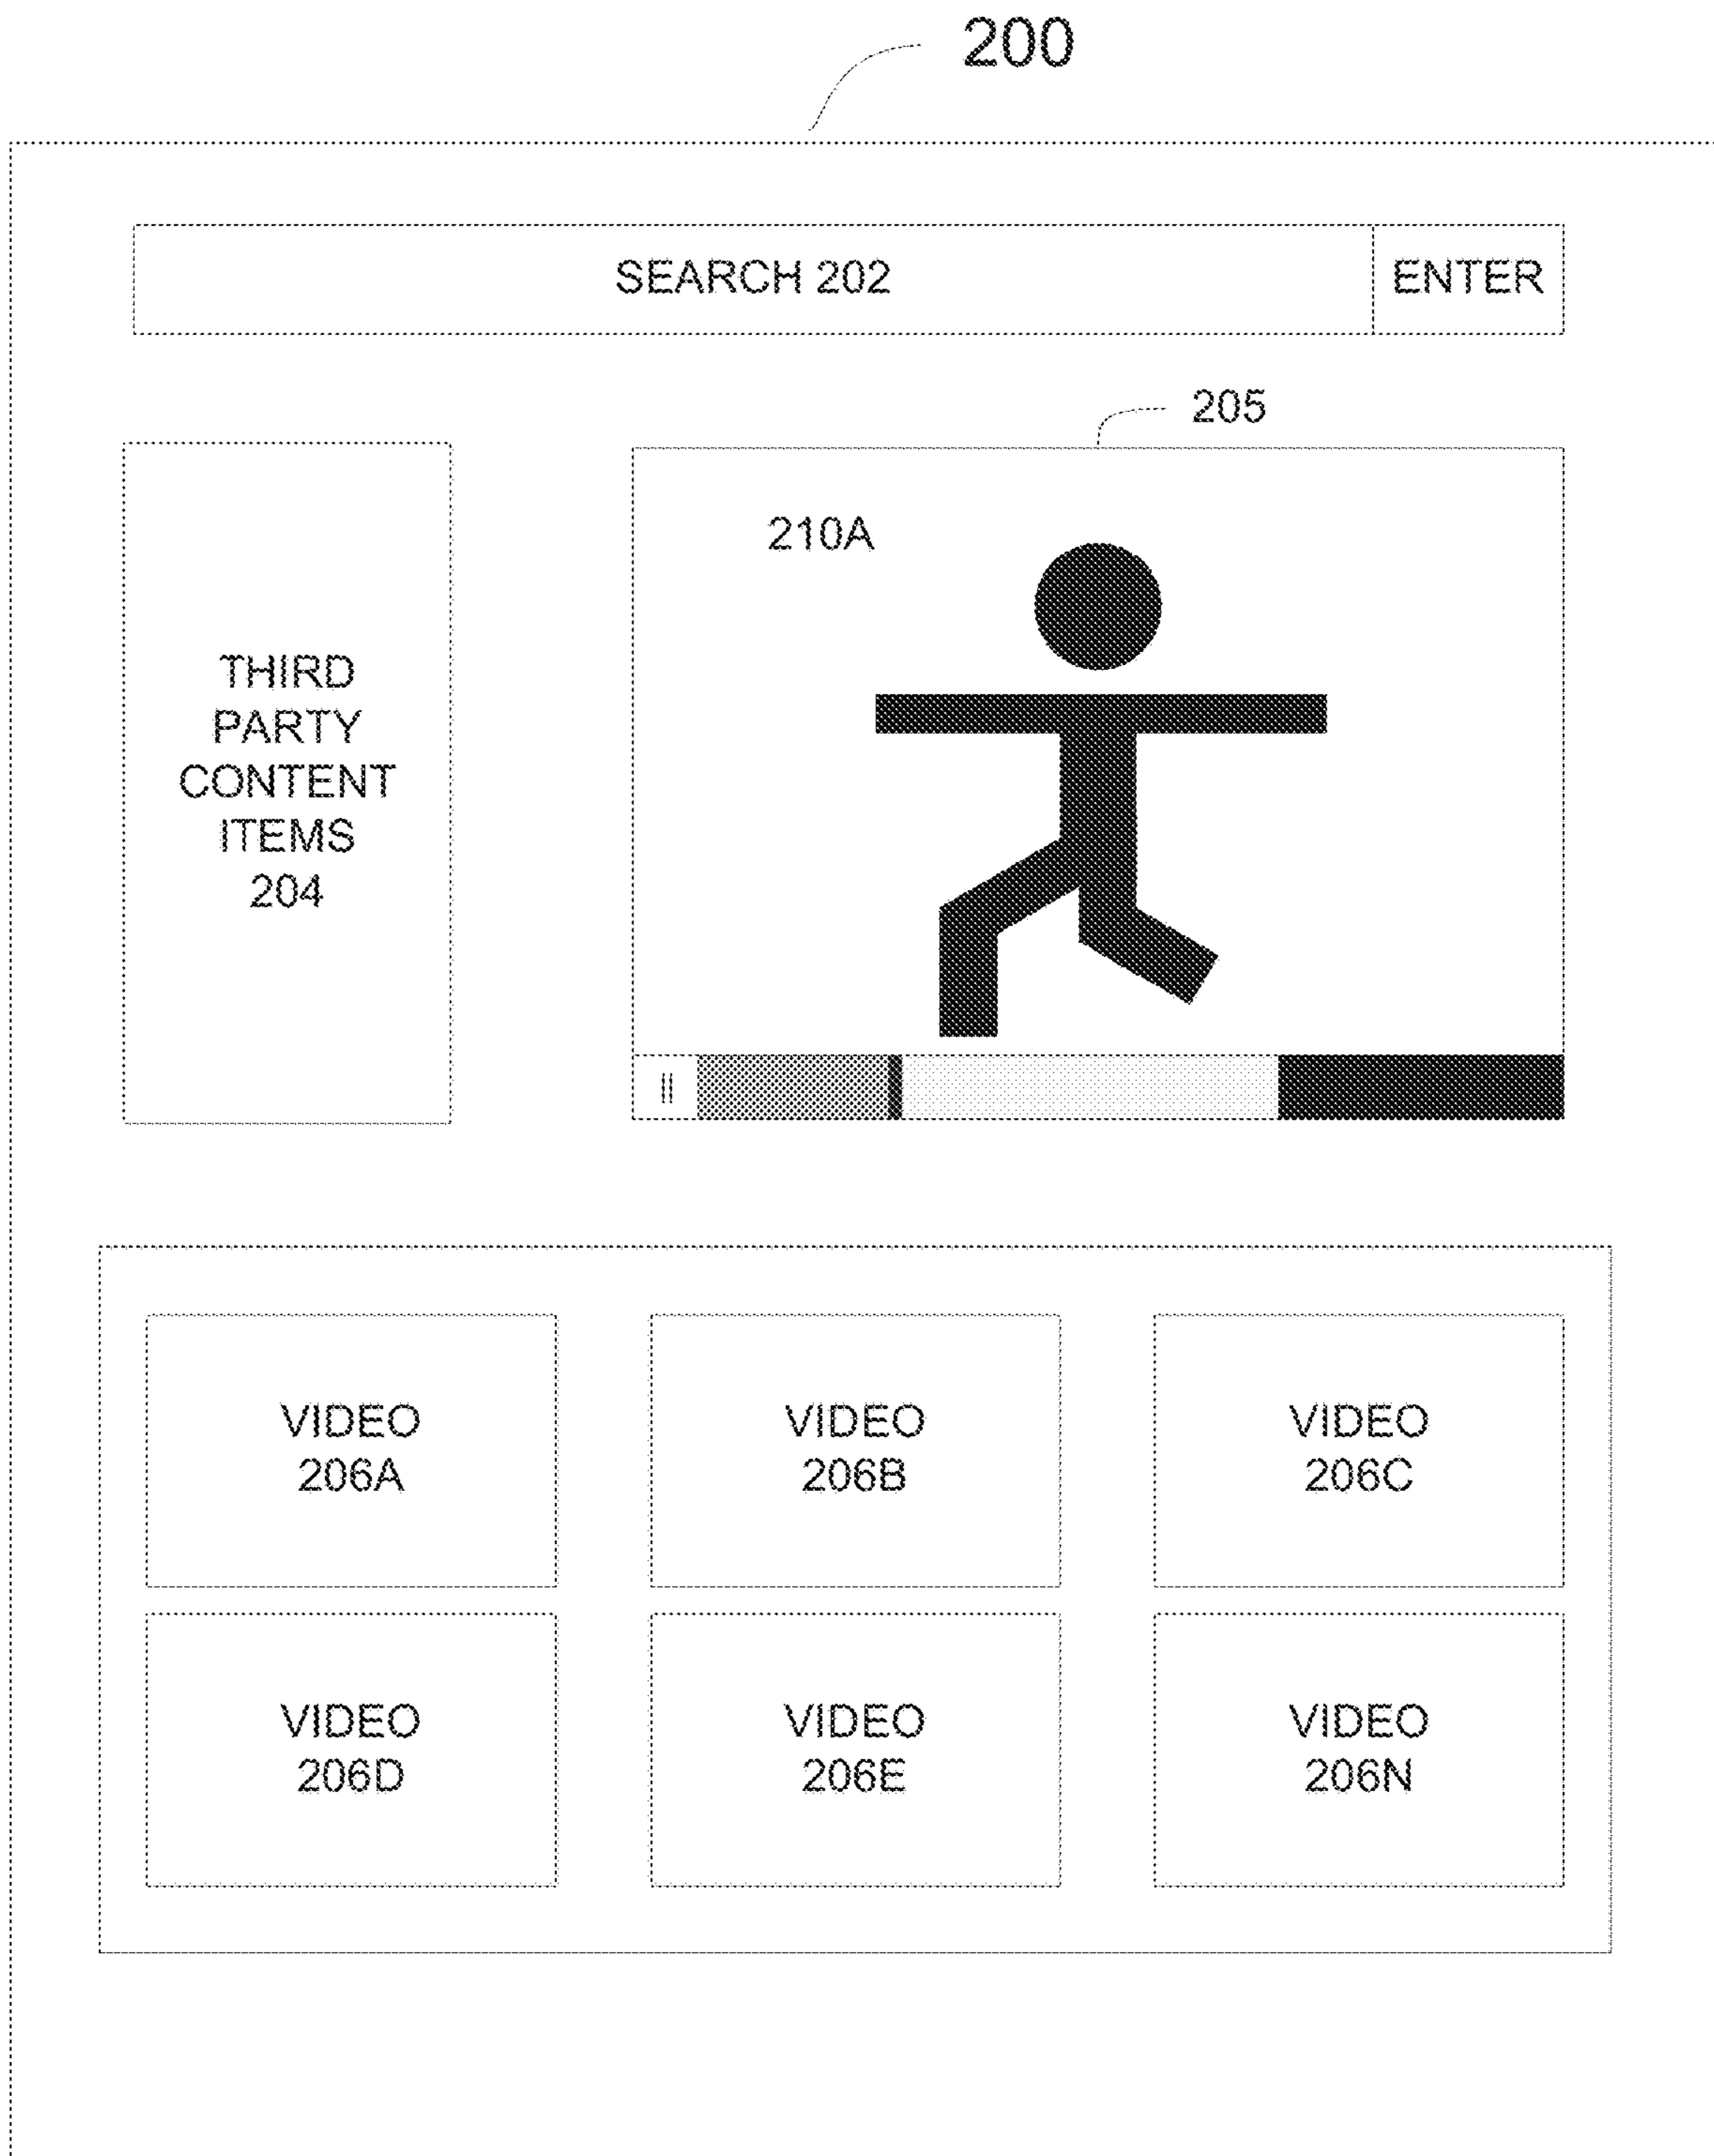 200
SEARCH 202
ENTER
205
210A
THIRD
PARTY
CONTENT
ITEMS
204
VIDEO
206A
VIDEO
206B
VIDEO
206C
VIDEO
206D
VIDEO
206E
VIDEO
206N